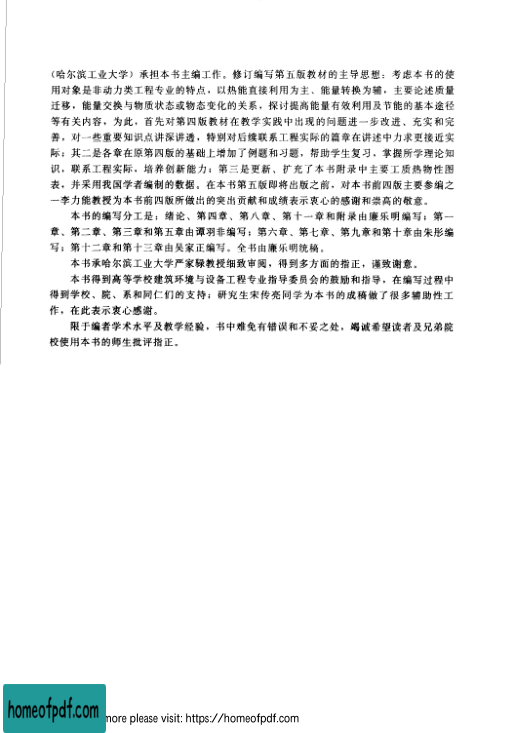 （哈尔滨工业大学）承担本书主编工作。修订编写第五版教材的主导思想：考虑本书的使
用对象是非动力类工程专业的特点，以热能直接利用为主、能量转换为辅，主要论述质量
迁移，能量交换与物质状态或物态变化的关系，探讨提高能量有效利用及节能的基本途径
等有关内容，为此，首先对第四版教材在教学实践中出现的问题进一步改进、充实和完
善，对一些重要知识点讲深讲透，特别对后续联系工程实际的篇章在讲述中力求更接近实
际；其二是各章在原第四版的基础上增加了例题和习题，帮助学生复习，掌握所学理论知
识，联系工程实际，培养创新能力；第三是更新、扩充了本书附录中主要工质热物性图
表，并采用我国学者编制的数据。在本书第五版即将出版之前，对本书前四版主要参编之
一李力能教授为本书前四版所做出的突出贡献和成绩表示衷心的感谢和崇高的敬意。
本书的编写分工是：绪论、第四章、第八章、第十一章和附录由廉乐明编写；第一
章、第二章、第三章和第五章由谭羽非编写；第六章、第七章、第九章和第十章由朱彤编
写；第十二章和第十三章由吴家正编写。全书由廉乐明统稿。
本书承哈尔滨工业大学严家騄教授细致审阅，得到多方面的指正，谨致谢意。
本书得到高等学校建筑环境与设备工程专业指导委员会的鼓励和指导，在编写过程中
得到学校、院、系和同仁们的支持；研究生宋传亮同学为本书的成稿做了很多辅助性工
作，在此表示衷心感谢。
限于编者学术水平及教学经验，书中难免有错误和不妥之处，竭诚希望读者及兄弟院
校使用本书的师生批评指正。
homeofpdf.com
more please visit: https://homeofpdf.com